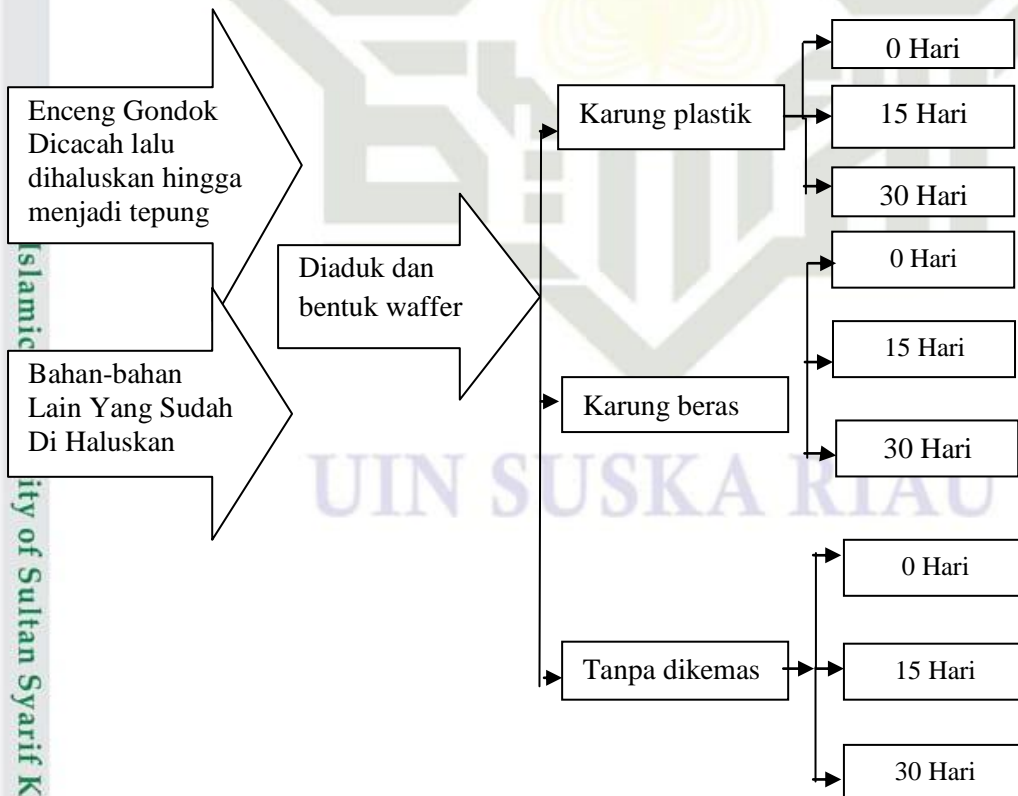 Enceng Gondok
Dicacah lalu
dihaluskan hingga
menjadi tepung
Bahan-bahan
Lain Yang Sudah
Di Haluskan
Diaduk dan
bentuk waffer
Karung plastik
0 Hari
15 Hari
30 Hari
Karung beras
0 Hari
15 Hari
30 Hari
Tanpa dikemas
0 Hari
15 Hari
30 Hari
UIN SUSKA RIAU
Islamic
ity of Sultan Syarif K